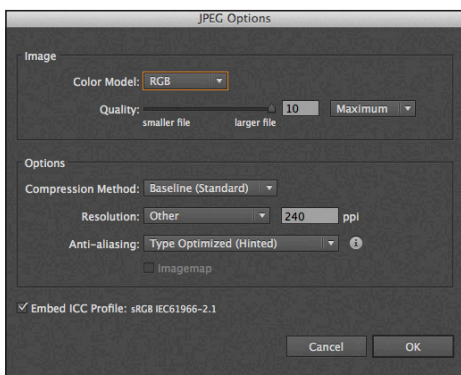 JPEG Options
Image
Color Model: RGB
Quality: 10 Maximum
smaller file larger file
Options
Compression Method: Baseline (Standard)
Resolution: Other 240 ppi
Anti-aliasing: Type Optimized (Hinted)
Imagemap
Embed ICC Profile: sRGB IEC61966-2.1
Cancel OK